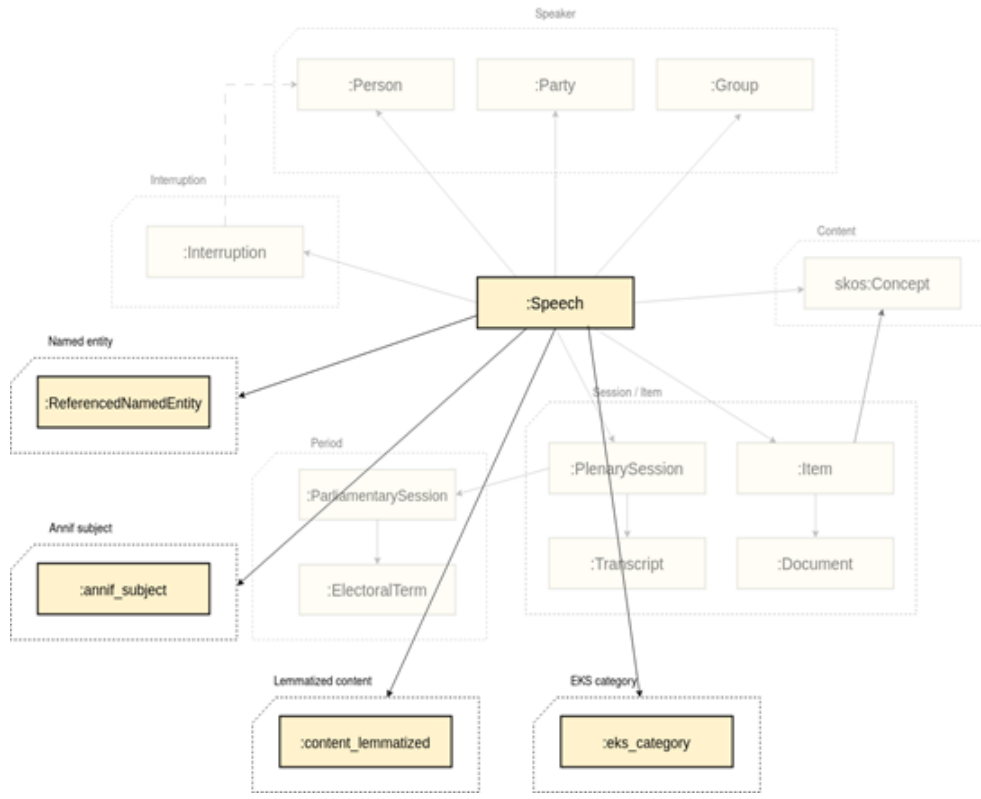 Speaker
:Person
:Party
:Group
Interruption
:Interruption
Content
skos:Concept
:Speech
Named entity
:ReferencedNamedEntity
Session / Item
:PlenarySession
:Item
Period
:ParliamentarySession
:Transcript
:Document
:ElectoralTerm
Annif subject
:annif_subject
Lemmatized content
:content_lemmatized
EKS category
:eks_category